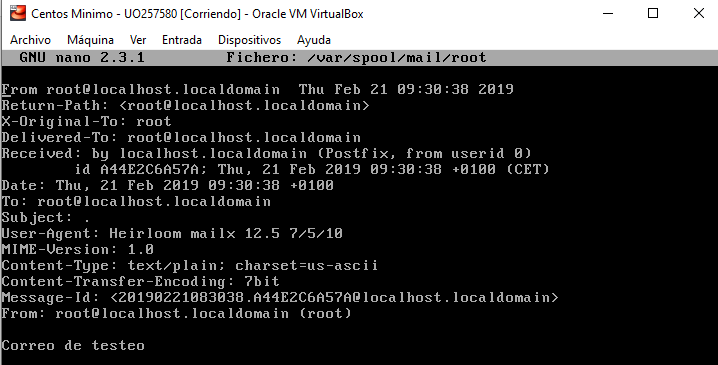 Centos Minimo - UO257580 [Corriendo] - Oracle VM VirtualBox
Archivo Máquina Ver Entrada Dispositivos Ayuda
GNU nano 2.3.1 Fichero: /var/spool/mail/root
From root@localhost.localdomain Thu Feb 21 09:30:38 2019
Return-Path: <root@localhost.localdomain>
X-Original-To: root
Delivered-To: root@localhost.localdomain
Received: by localhost.localdomain (Postfix, from userid 0)
id A44E2C6A57A; Thu, 21 Feb 2019 09:30:38 +0100 (CET)
Date: Thu, 21 Feb 2019 09:30:38 +0100
To: root@localhost.localdomain
Subject: .
User-Agent: Heirloom mailx 12.5 7/5/10
MIME-Version: 1.0
Content-Type: text/plain; charset=us-ascii
Content-Transfer-Encoding: 7bit
Message-Id: <20190221083038.A44E2C6A57A@localhost.localdomain>
From: root@localhost.localdomain (root)
Correo de testeo